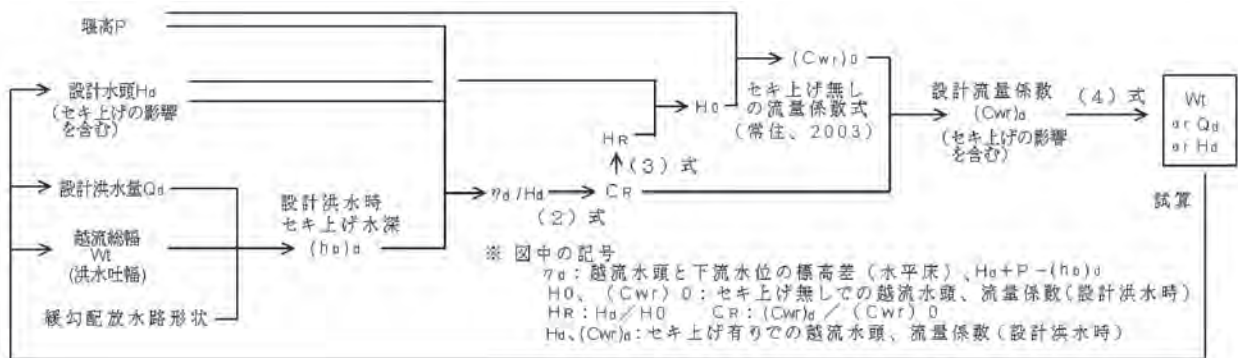 堰高P
設計水頭Hd
(セキ上げの影響
を含む)
設計洪水量Qd
越流総幅
Wt
(洪水吐幅)
緩勾配放水路形状
設計洪水時
セキ上げ水深
(hD)d
ηd/Hd
(2)式
CR
(3)式
HR
H0
(Cwr)0
セキ上げ無し
の流量係数式
(常住、2003)
設計流量係数
(Cwr)d
(セキ上げの影響
を含む)
(4)式
Wt
or Qd
or Hd
試算
※ 図中の記号
ηd:越流水頭と下流水位の標高差(水平床)、Hd+P-(hD)d
H0、(Cwr)0:セキ上げ無しでの越流水頭、流量係数(設計洪水時)
HR:Hd/H0 CR:(Cwr)d/(Cwr)0
Hd、(Cwr)d:セキ上げ有りでの越流水頭、流量係数(設計洪水時)